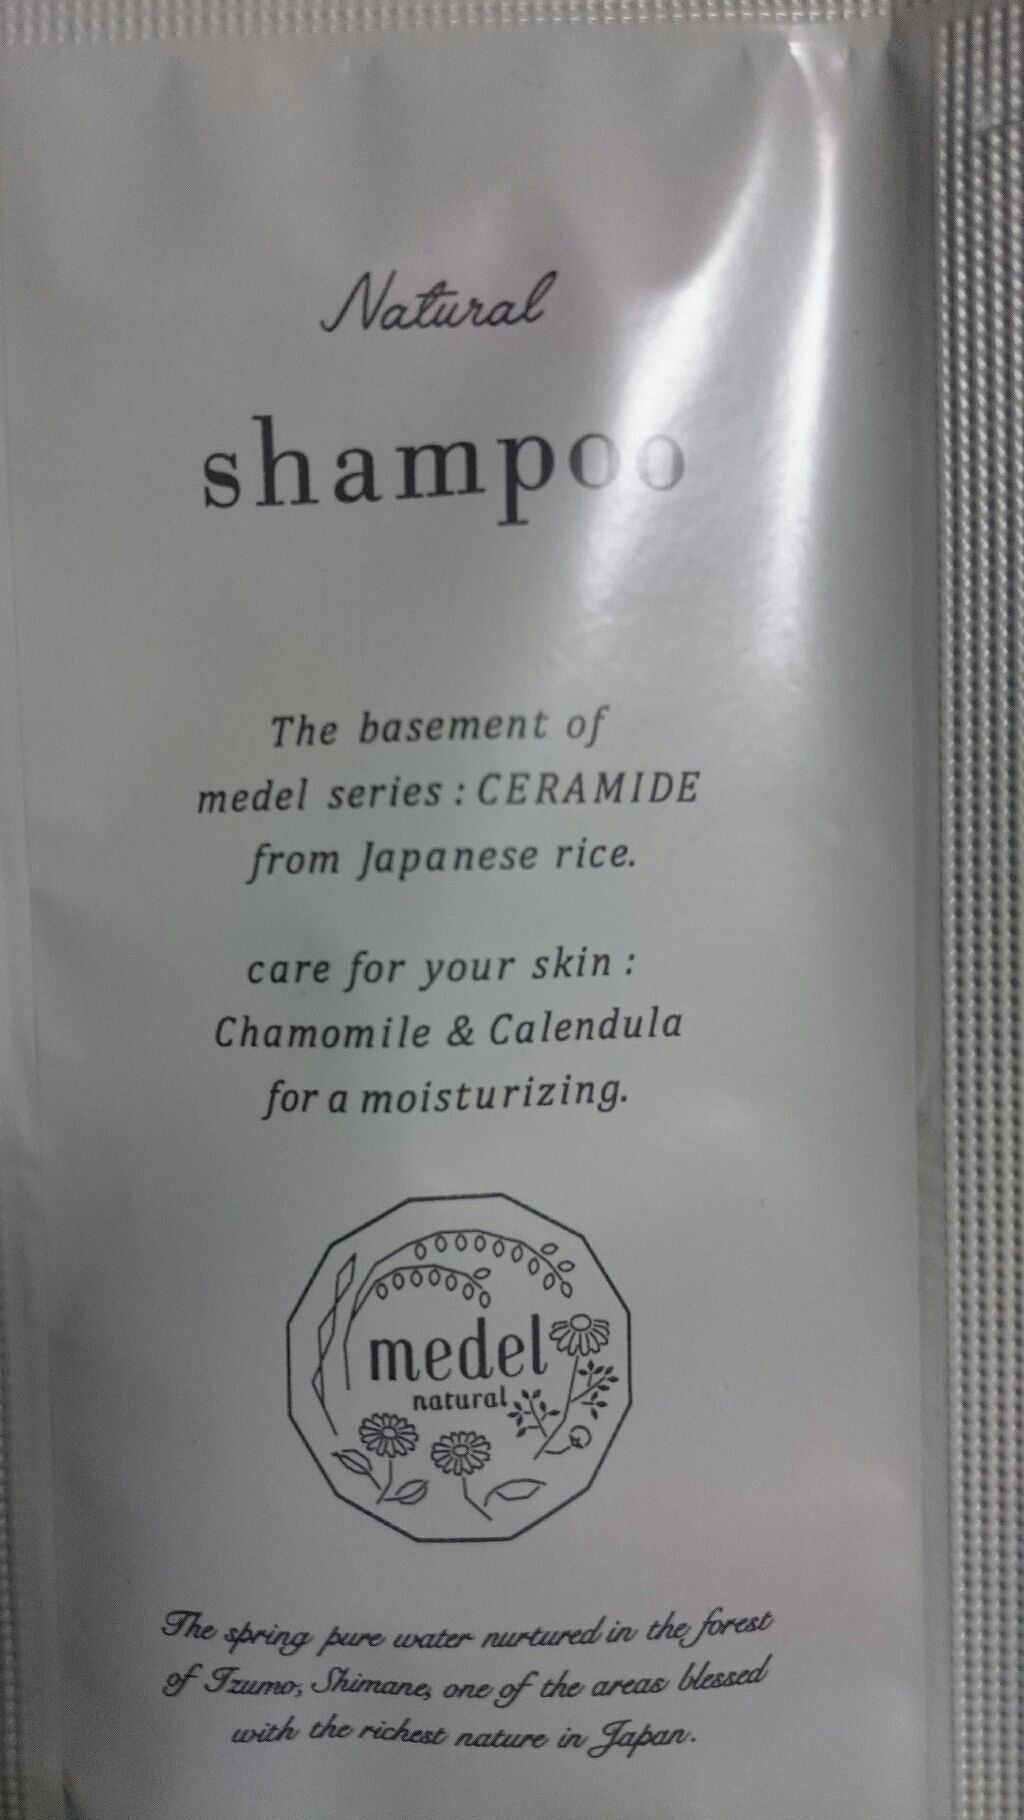 Natural
shampoo
The basement of
medel series : CERAMIDE
from Japanese rice.
care for your skin :
Chamomile & Calendula
for a moisturizing.
medel
natural
The spring pure water nurtured in the forest
of Izumo, Shimane, one of the areas blessed
with the richest nature in Japan.